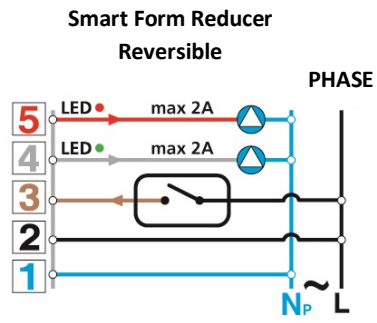 Smart Form Reducer
Reversible
PHASE
5 LED max 2A
4 LED max 2A
3
2
1
NP ~ L